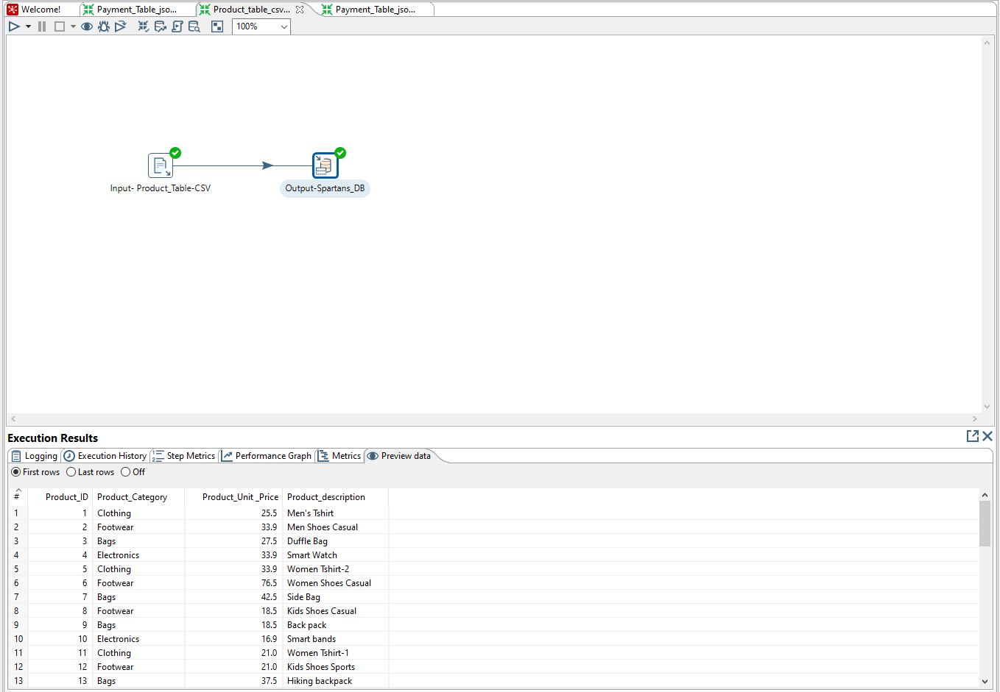 Welcome! Payment_Table_jso... Product_table_csv... Payment_Table_jso...
100%
Input- Product_Table-CSV Output-Spartans_DB
Execution Results
Logging Execution History Step Metrics Performance Graph Metrics Preview data
First rows Last rows Off
# Product_ID Product_Category Product_Unit _Price Product_description
1 1 Clothing 25.5 Men's Tshirt
2 2 Footwear 33.9 Men Shoes Casual
3 3 Bags 27.5 Duffle Bag
4 4 Electronics 33.9 Smart Watch
5 5 Clothing 33.9 Women Tshirt-2
6 6 Footwear 76.5 Women Shoes Casual
7 7 Bags 42.5 Side Bag
8 8 Footwear 18.5 Kids Shoes Casual
9 9 Bags 18.5 Back pack
10 10 Electronics 16.9 Smart bands
11 11 Clothing 21.0 Women Tshirt-1
12 12 Footwear 21.0 Kids Shoes Sports
13 13 Bags 37.5 Hiking backpack